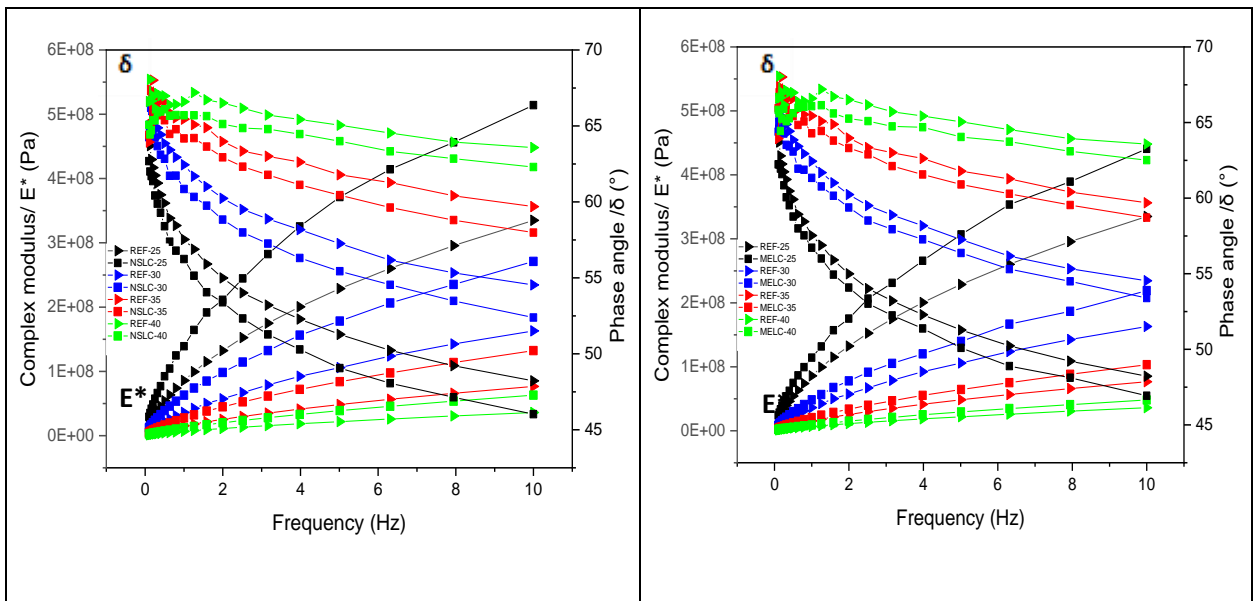 δ
Complex modulus/ E* (Pa)
6E+08
5E+08
4E+08
3E+08
2E+08
1E+08
0E+00
REF-25
NSLC-25
REF-30
NSLC-30
REF-35
NSLC-35
REF-40
NSLC-40
E*
70
65
60
55
50
45
Phase angle /δ (°)
0 2 4 6 8 10
Frequency (Hz)
δ
Complex modulus/ E* (Pa)
6E+08
5E+08
4E+08
3E+08
2E+08
1E+08
0E+00
REF-25
MELC-25
REF-30
MELC-30
REF-35
MELC-35
REF-40
MELC-40
E*
70
65
60
55
50
45
Phase angle /δ (°)
0 2 4 6 8 10
Frequency (Hz)